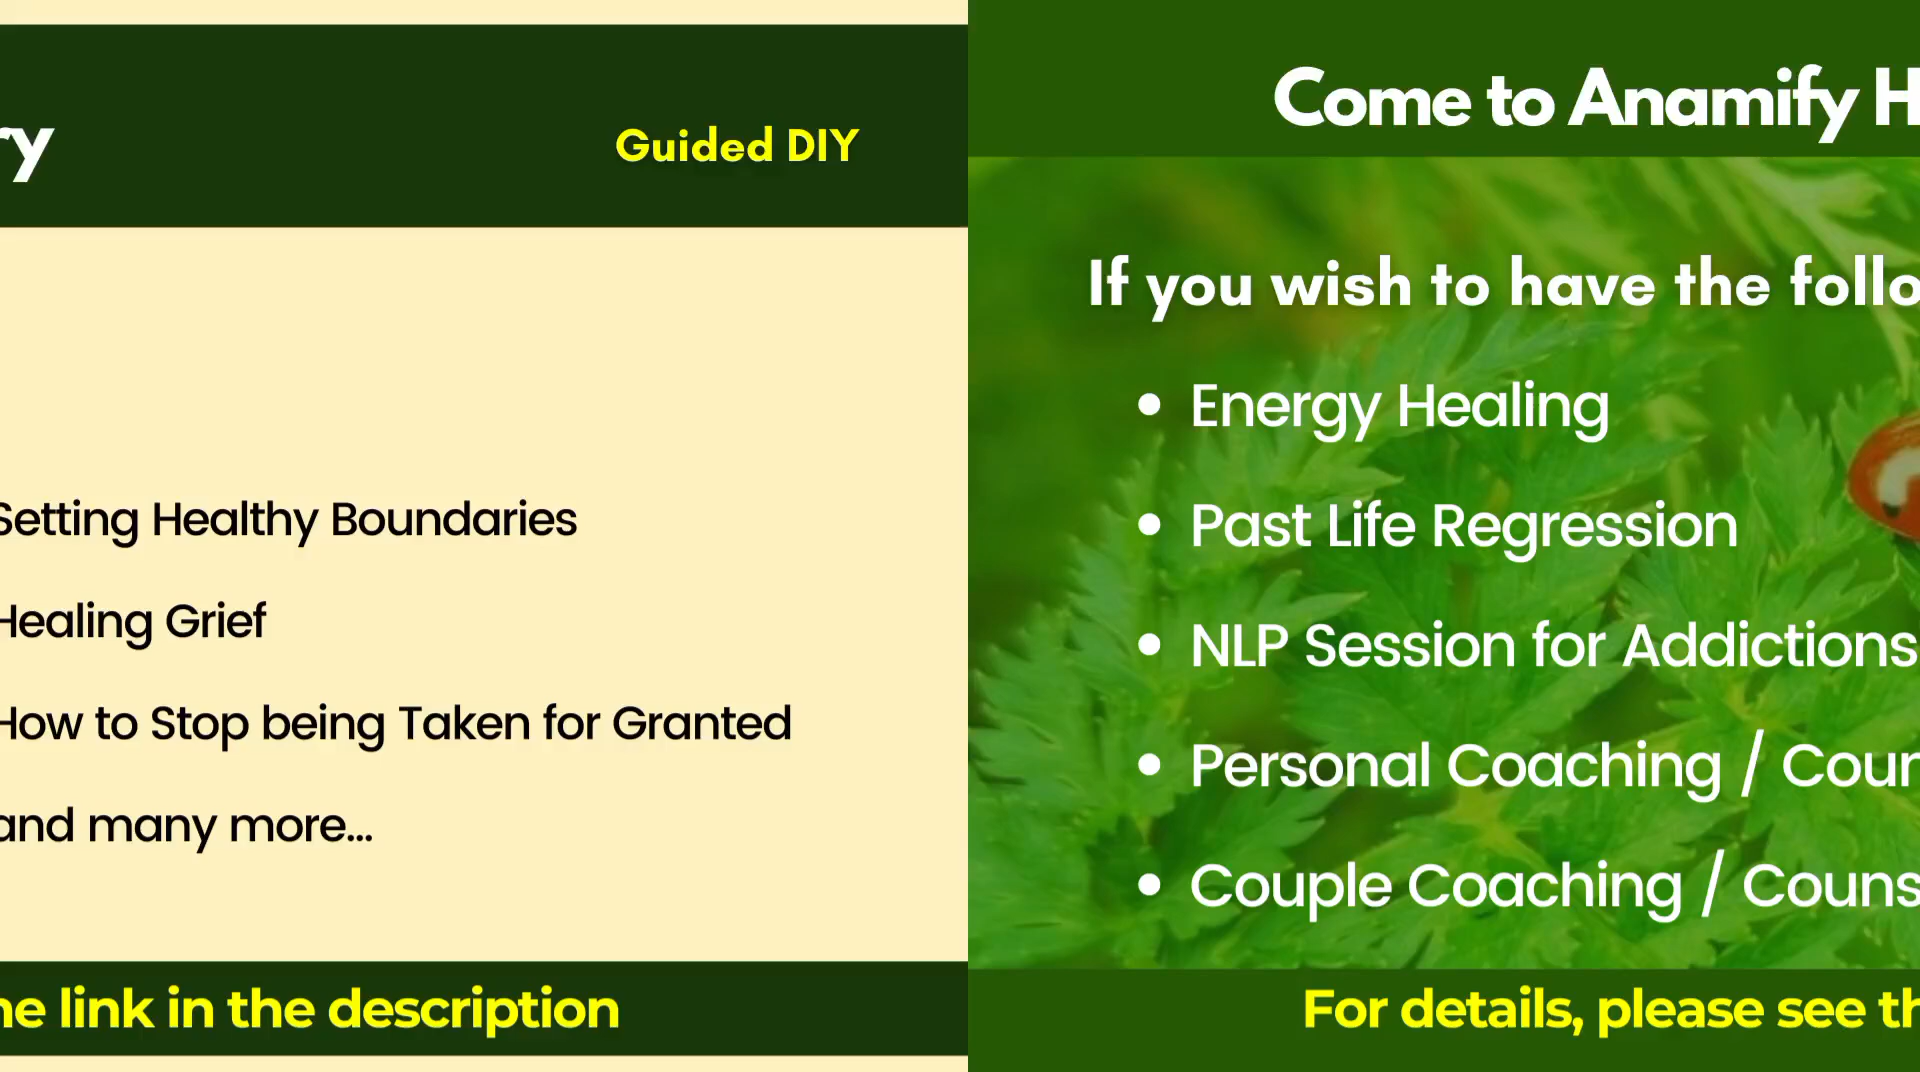 ry
Guided DIY
Setting Healthy Boundaries
Healing Grief
How to Stop being Taken for Granted
and many more...
link in the description
Come to Anamify H
If you wish to have the follo
• Energy Healing
• Past Life Regression
• NLP Session for Addictions
• Personal Coaching / Coun
• Couple Coaching / Couns
For details, please see th